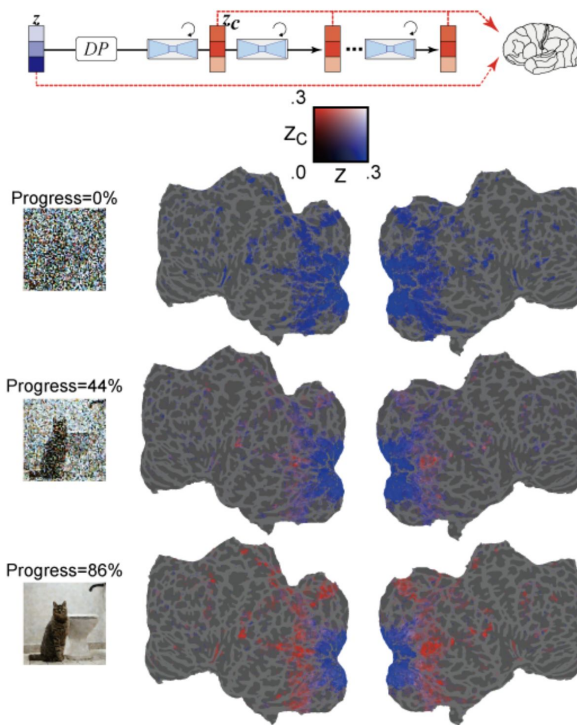 z
DP
zc
.3
Zc
.0 Z .3
Progress=0%
Progress=44%
Progress=86%